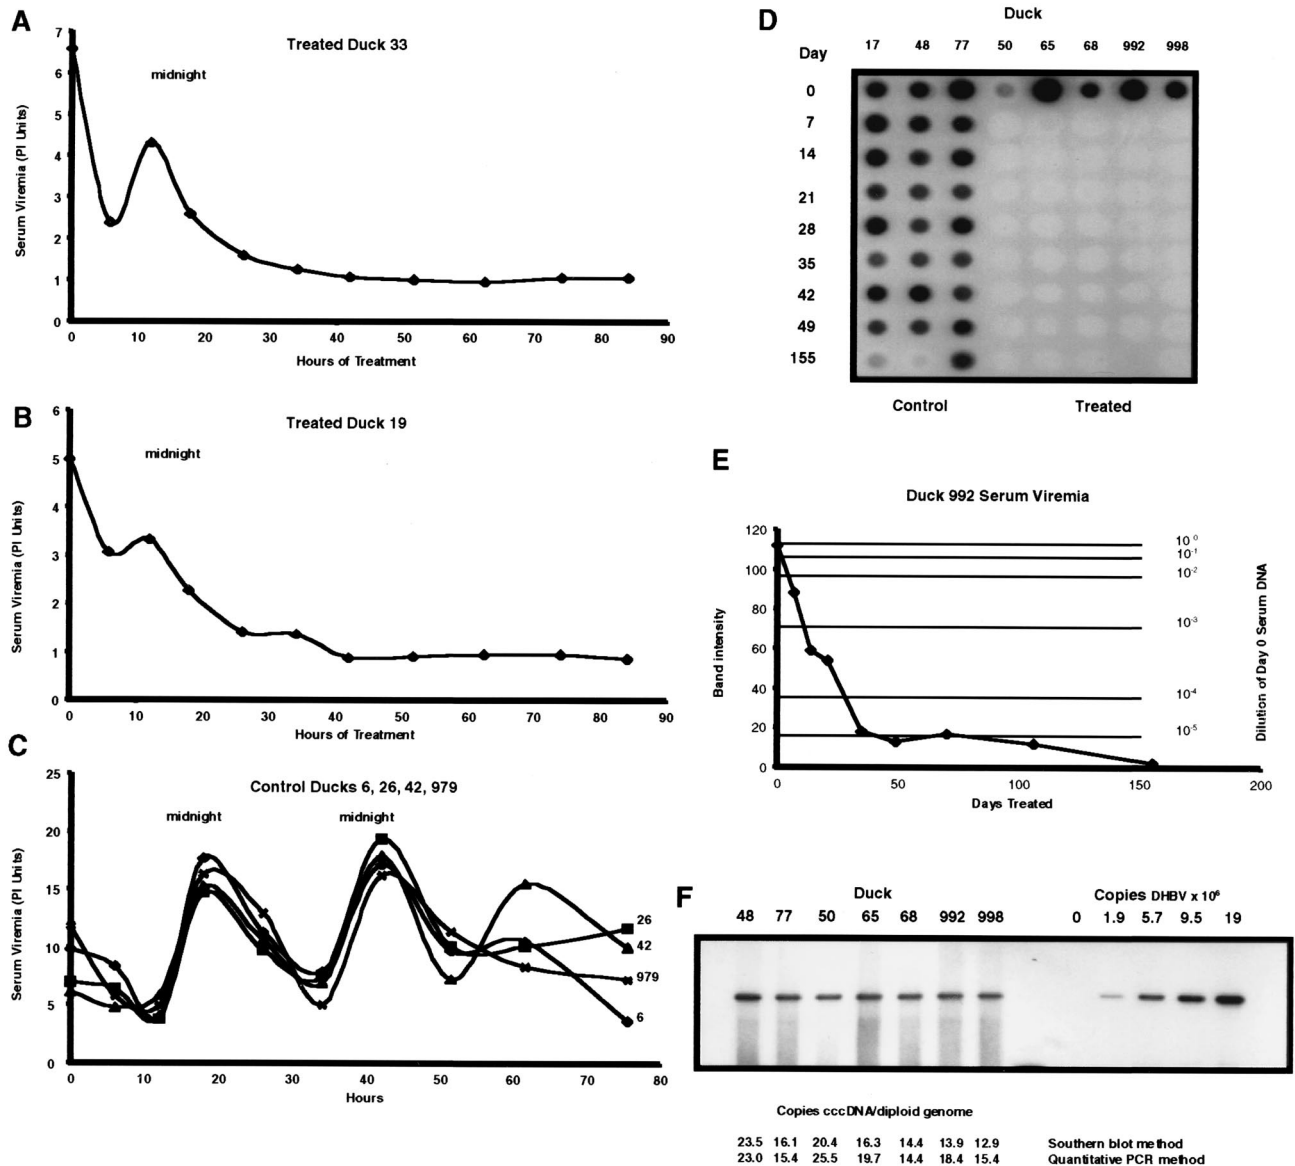 A
Treated Duck 33
midnight
Serum Viremia (PI Units)
7
6
5
4
3
2
1
0
0 10 20 30 40 50 60 70 80 90
Hours of Treatment
B
Treated Duck 19
midnight
Serum Viremia (PI Units)
6
5
4
3
2
1
0
0 10 20 30 40 50 60 70 80 90
Hours of Treatment
C
Control Ducks 6, 26, 42, 979
midnight midnight
Serum Viremia (PI Units)
25
20
15
10
5
0
26
42
979
6
0 10 20 30 40 50 60 70 80
Hours
D
Duck
Day
17 48 77 50 65 68 992 998
0
7
14
21
28
35
42
49
155
Control Treated
E
Duck 992 Serum Viremia
Band intensity
120
100
80
60
40
20
0
10⁰
10⁻¹
10⁻²
10⁻³
10⁻⁴
10⁻⁵
Dilution of Day 0 Serum DNA
0 50 100 150 200
Days Treated
F
Duck Copies DHBV x 10⁶
48 77 50 65 68 992 998 0 1.9 5.7 9.5 19
Copies cccDNA/diploid genome
23.5 16.1 20.4 16.3 14.4 13.9 12.9 Southern blot method
23.0 15.4 25.5 19.7 14.4 18.4 15.4 Quantitative PCR method